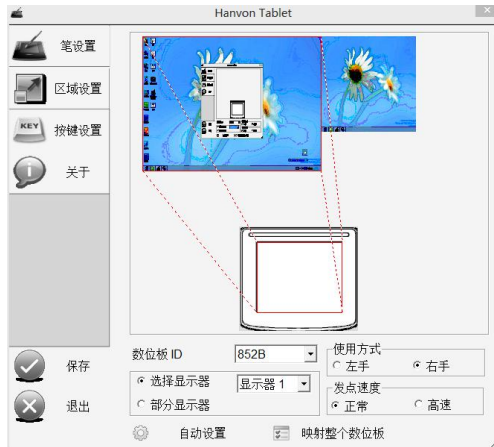 Hanvon Tablet
笔设置
区域设置
KEY 按键设置
关于
保存
退出
数位板 ID 852B
选择显示器 显示器 1
部分显示器
使用方式
左手 右手
发点速度
正常 高速
自动设置 映射整个数位板